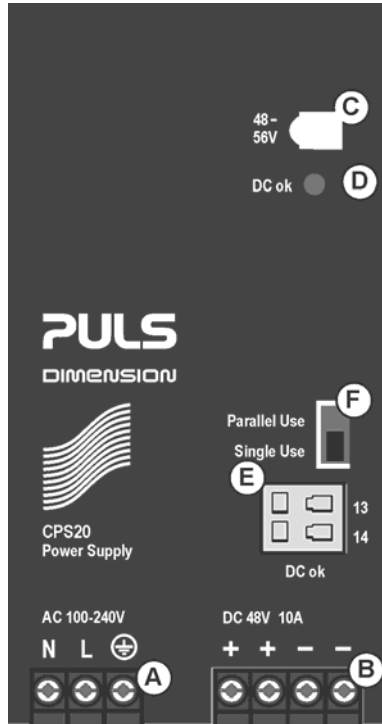 C
48-
56V
DC ok
D
PULS
DIMENSION
F
Parallel Use
Single Use
E
13
14
DC ok
CPS20
Power Supply
AC 100-240V
DC 48V 10A
N L
+ + - -
A
B